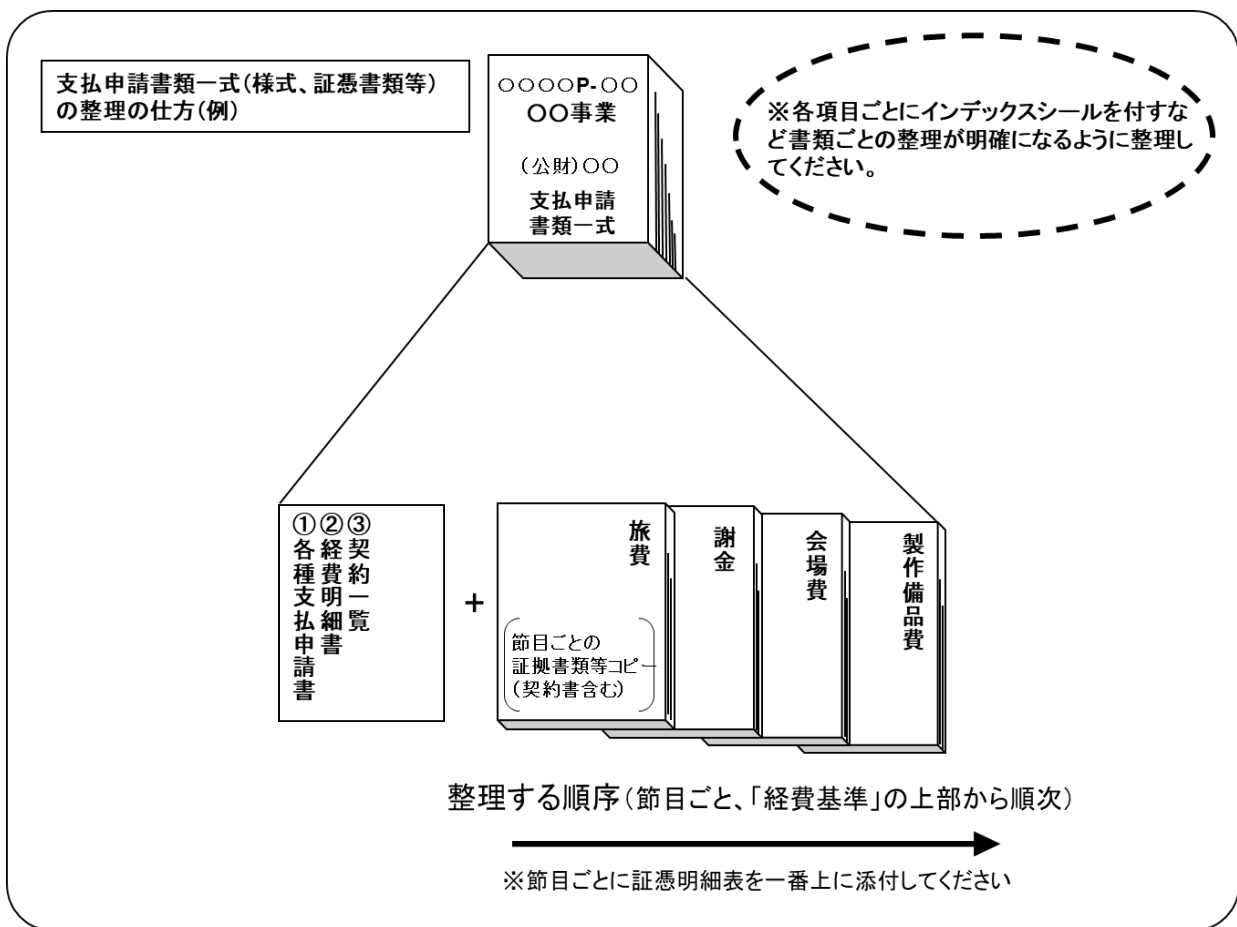 支払申請書類一式(様式、証憑書類等)
の整理の仕方(例)
○○○○P-○○
○○事業
(公財)○○
支払申請
書類一式
※各項目ごとにインデックスシールを付すな
ど書類ごとの整理が明確になるように整理し
てください。
①各種支払申請書
②経費明細書
③契約一覧
+
旅費
節目ごとの
証拠書類等コピー
(契約書含む)
謝金
会場費
製作備品費
整理する順序(節目ごと、「経費基準」の上部から順次)
※節目ごとに証憑明細表を一番上に添付してください